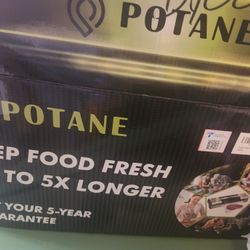 POTANE
POTANE
EP FOOD FRESH
TO 5X LONGER
YOUR 5-YEAR
ARANTEE